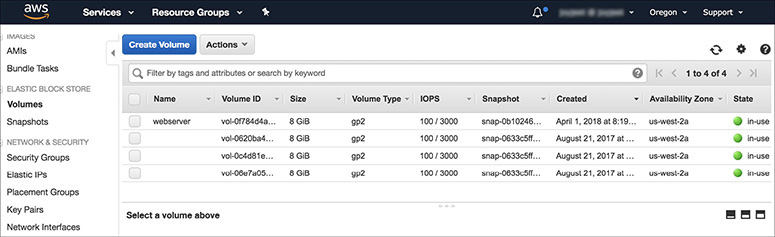 aws Services Resource Groups Oregon Support
IMAGES
AMIs
Bundle Tasks
ELASTIC BLOCK STORE
Volumes
Snapshots
NETWORK & SECURITY
Security Groups
Elastic IPs
Placement Groups
Key Pairs
Network Interfaces
Create Volume Actions
Filter by tags and attributes or search by keyword 1 to 4 of 4
Name Volume ID Size Volume Type IOPS Snapshot Created Availability Zone State
webserver vol-0f784d4a... 8 GiB gp2 100 / 3000 snap-0b10246... April 1, 2018 at 8:19... us-west-2a in-use
vol-0620ba4... 8 GiB gp2 100 / 3000 snap-0633c5ff... August 21, 2017 at ... us-west-2a in-use
vol-0c4d81e... 8 GiB gp2 100 / 3000 snap-0633c5ff... August 21, 2017 at ... us-west-2a in-use
vol-06e7a05... 8 GiB gp2 100 / 3000 snap-0633c5ff... August 21, 2017 at ... us-west-2a in-use
Select a volume above